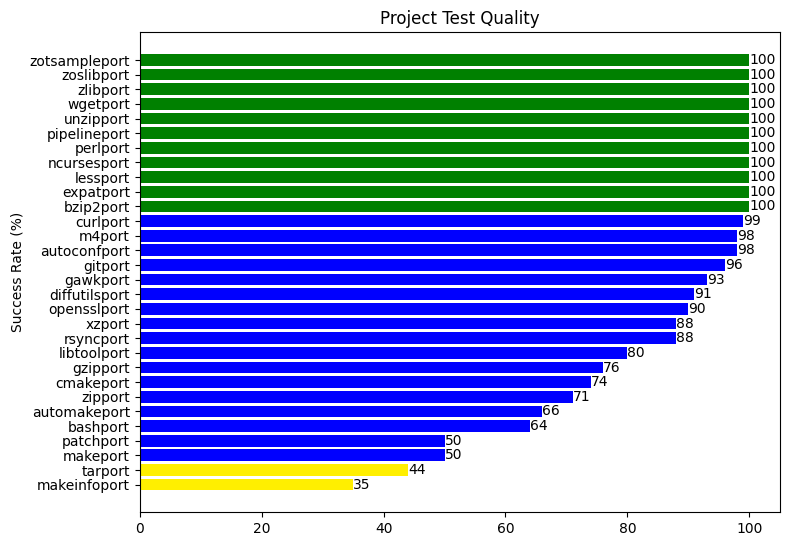 Project Test Quality
Success Rate (%)
zotsampleport 100
zoslibport 100
zlibport 100
wgetport 100
unzipport 100
pipelineport 100
perlport 100
ncursesport 100
lessport 100
expatport 100
bzip2port 100
curlport 99
m4port 98
autoconfport 98
gitport 96
gawkport 93
diffutilsport 91
opensslport 90
xzport 88
rsyncport 88
libtoolport 80
gzipport 76
cmakeport 74
zipport 71
automakeport 66
bashport 64
patchport 50
makeport 50
tarport 44
makeinfoport 35
0 20 40 60 80 100